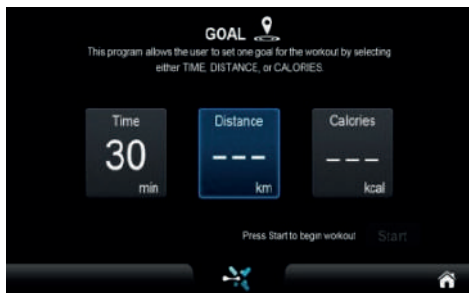 GOAL
This program allows the user to set one goal for the workout by selecting
either TIME, DISTANCE, or CALORIES.
Time Distance Calories
30 --- ---
min km kcal
Press Start to begin workout Start